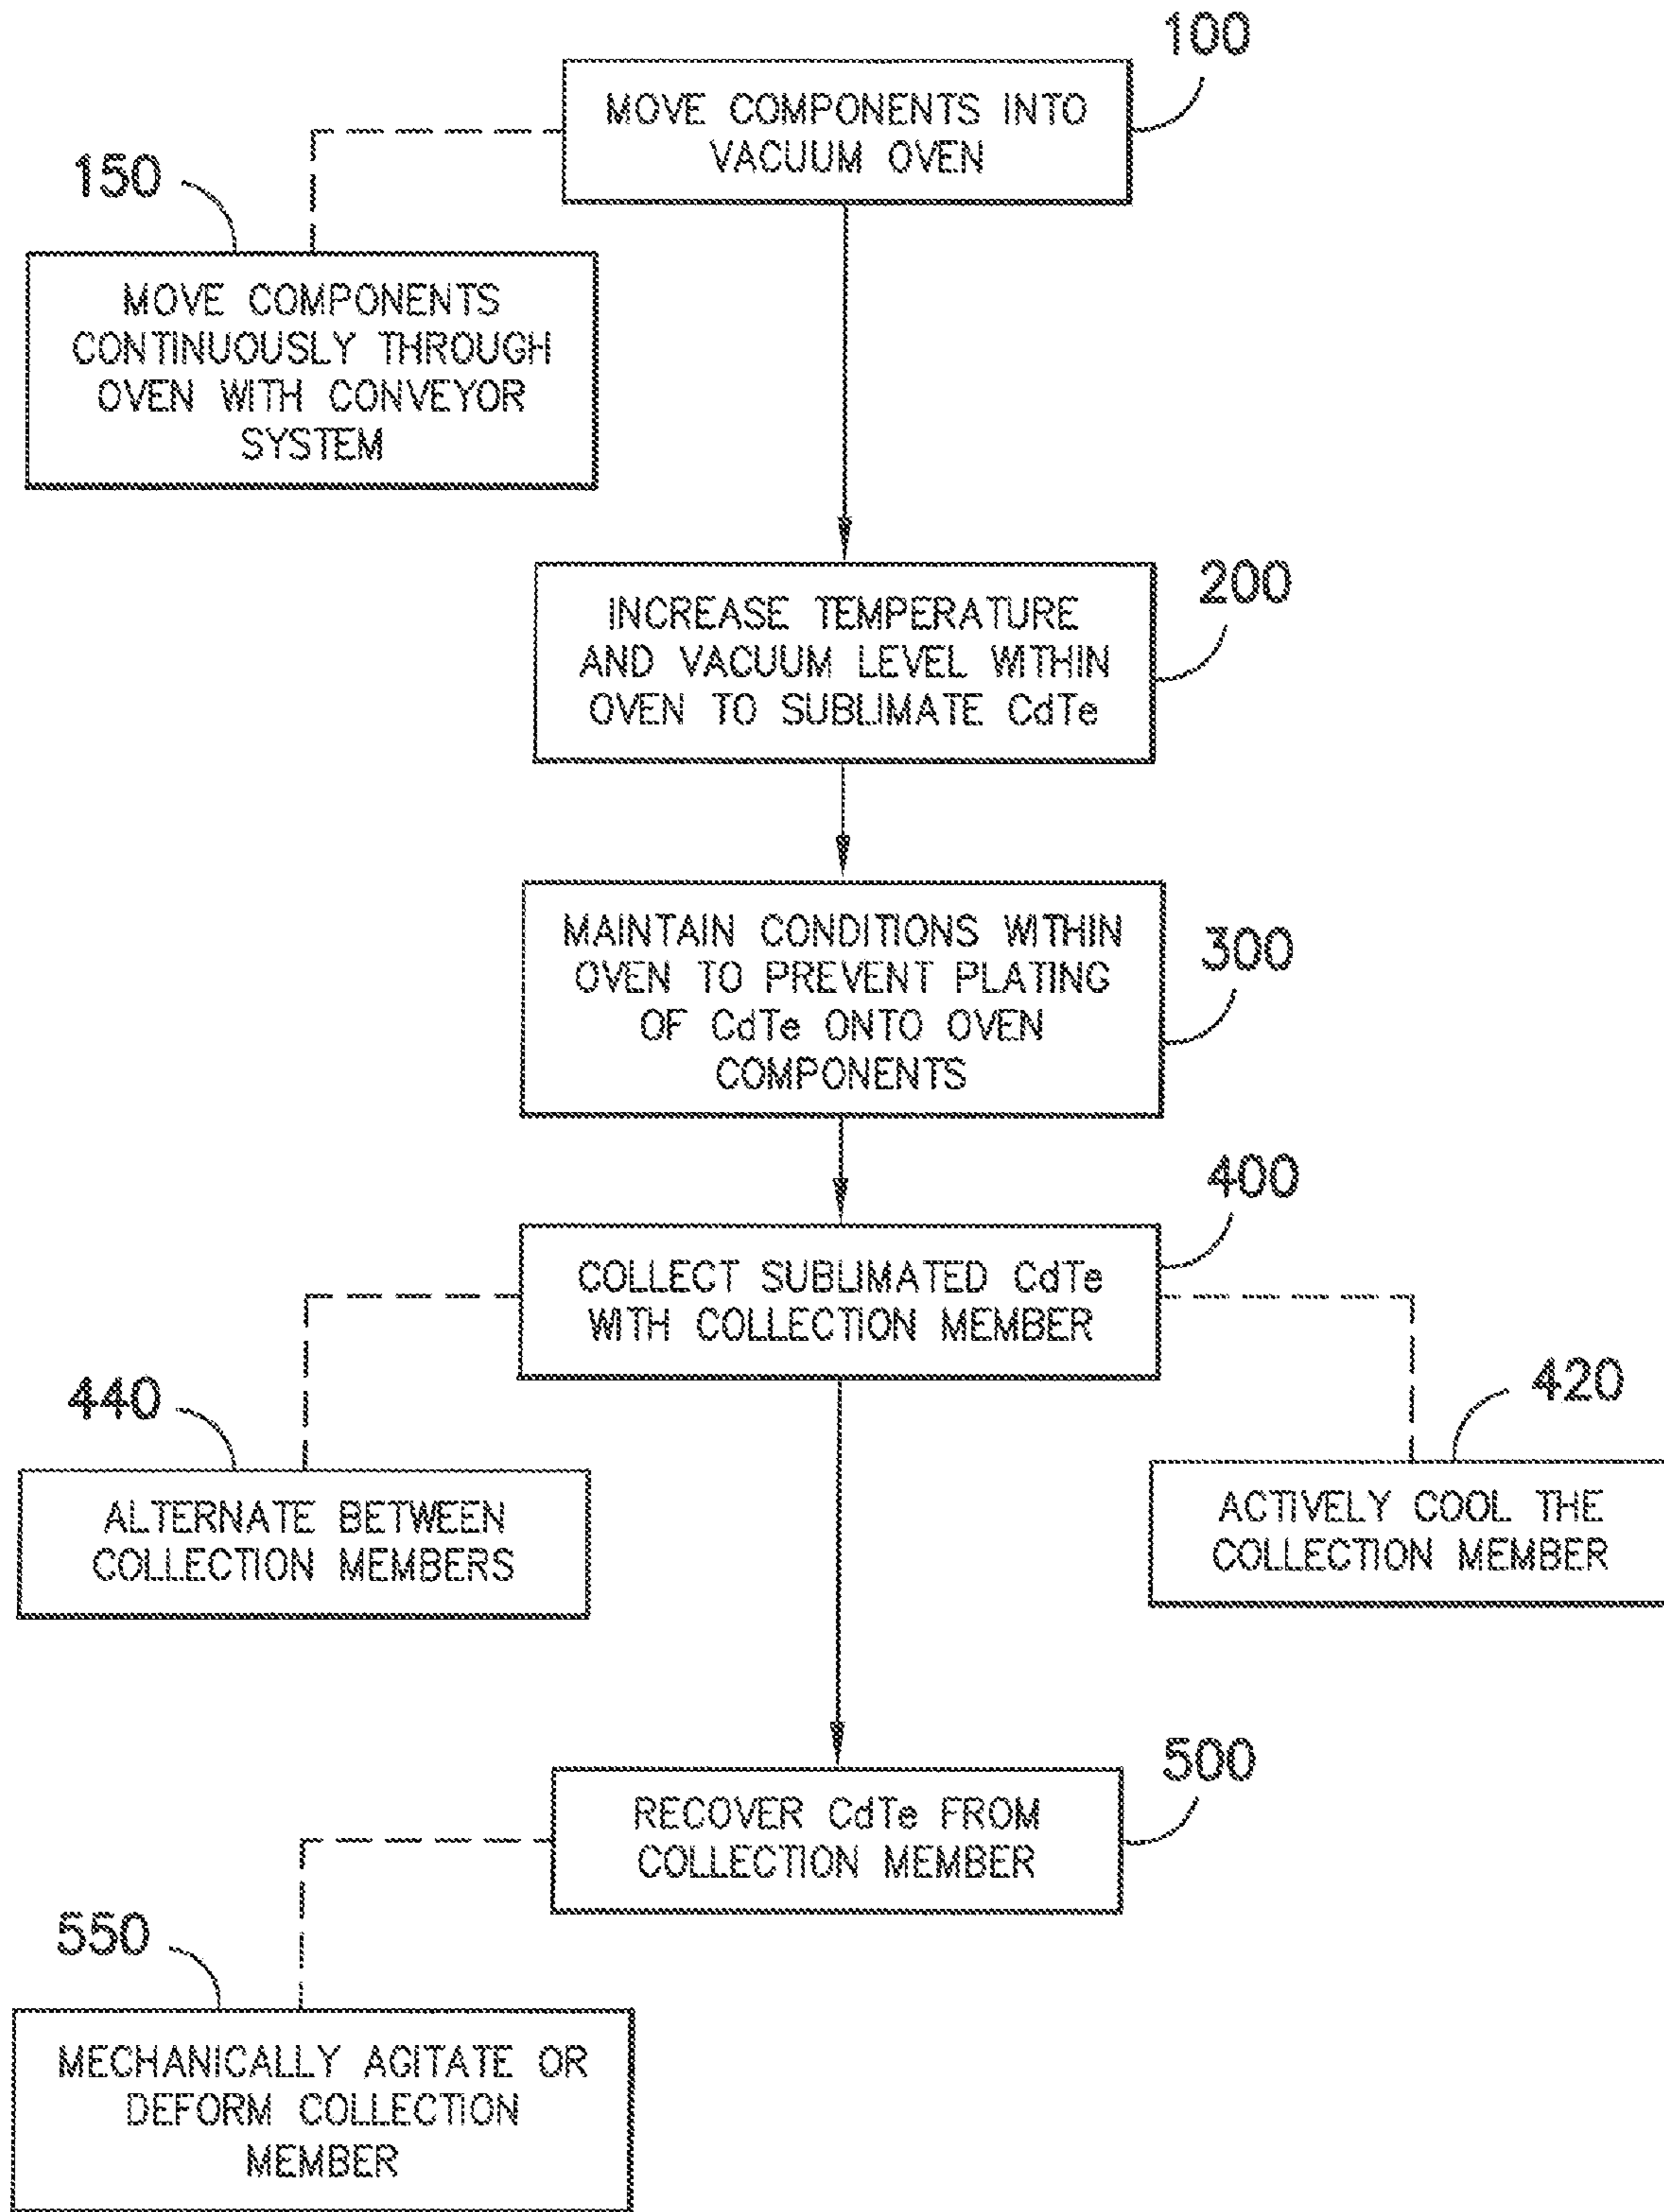 100
MOVE COMPONENTS INTO
VACUUM OVEN
150
MOVE COMPONENTS
CONTINUOUSLY THROUGH
OVEN WITH CONVEYOR
SYSTEM
200
INCREASE TEMPERATURE
AND VACUUM LEVEL WITHIN
OVEN TO SUBLIMATE CdTe
300
MAINTAIN CONDITIONS WITHIN
OVEN TO PREVENT PLATING
OF CdTe ONTO OVEN
COMPONENTS
400
COLLECT SUBLIMATED CdTe
WITH COLLECTION MEMBER
440
ALTERNATE BETWEEN
COLLECTION MEMBERS
420
ACTIVELY COOL THE
COLLECTION MEMBER
500
RECOVER CdTe FROM
COLLECTION MEMBER
550
MECHANICALLY AGITATE OR
DEFORM COLLECTION
MEMBER